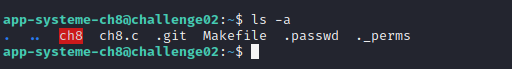 app-systeme-ch8@challenge02:~$ ls -a
.  ..  ch8  ch8.c  .git  Makefile  .passwd  ._perms
app-systeme-ch8@challenge02:~$